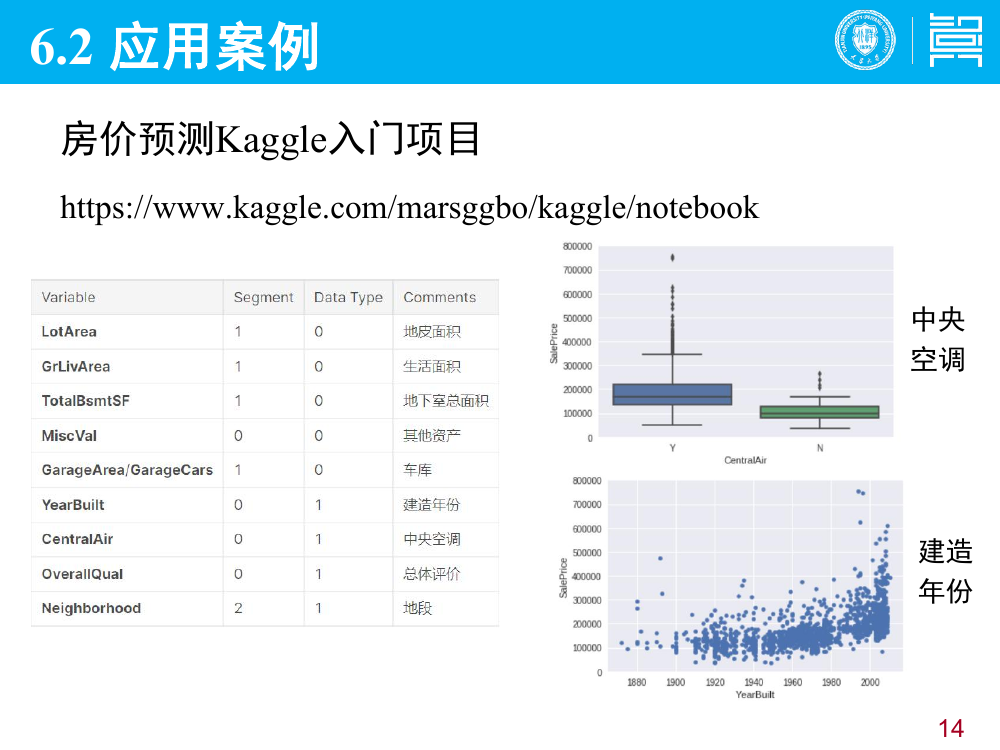 6.2 应用案例
房价预测Kaggle入门项目
https://www.kaggle.com/marsggbo/kaggle/notebook
Variable Segment Data Type Comments
LotArea 1 0 地皮面积
GrLivArea 1 0 生活面积
TotalBsmtSF 1 0 地下室总面积
MiscVal 0 0 其他资产
GarageArea/GarageCars 1 0 车库
YearBuilt 0 1 建造年份
CentralAir 0 1 中央空调
OverallQual 0 1 总体评价
Neighborhood 2 1 地段
800000
700000
600000
500000
400000
300000
200000
100000
0
SalePrice
Y N
CentralAir
中央
空调
800000
700000
600000
500000
400000
300000
200000
100000
0
SalePrice
1880 1900 1920 1940 1960 1980 2000
YearBuilt
建造
年份
14